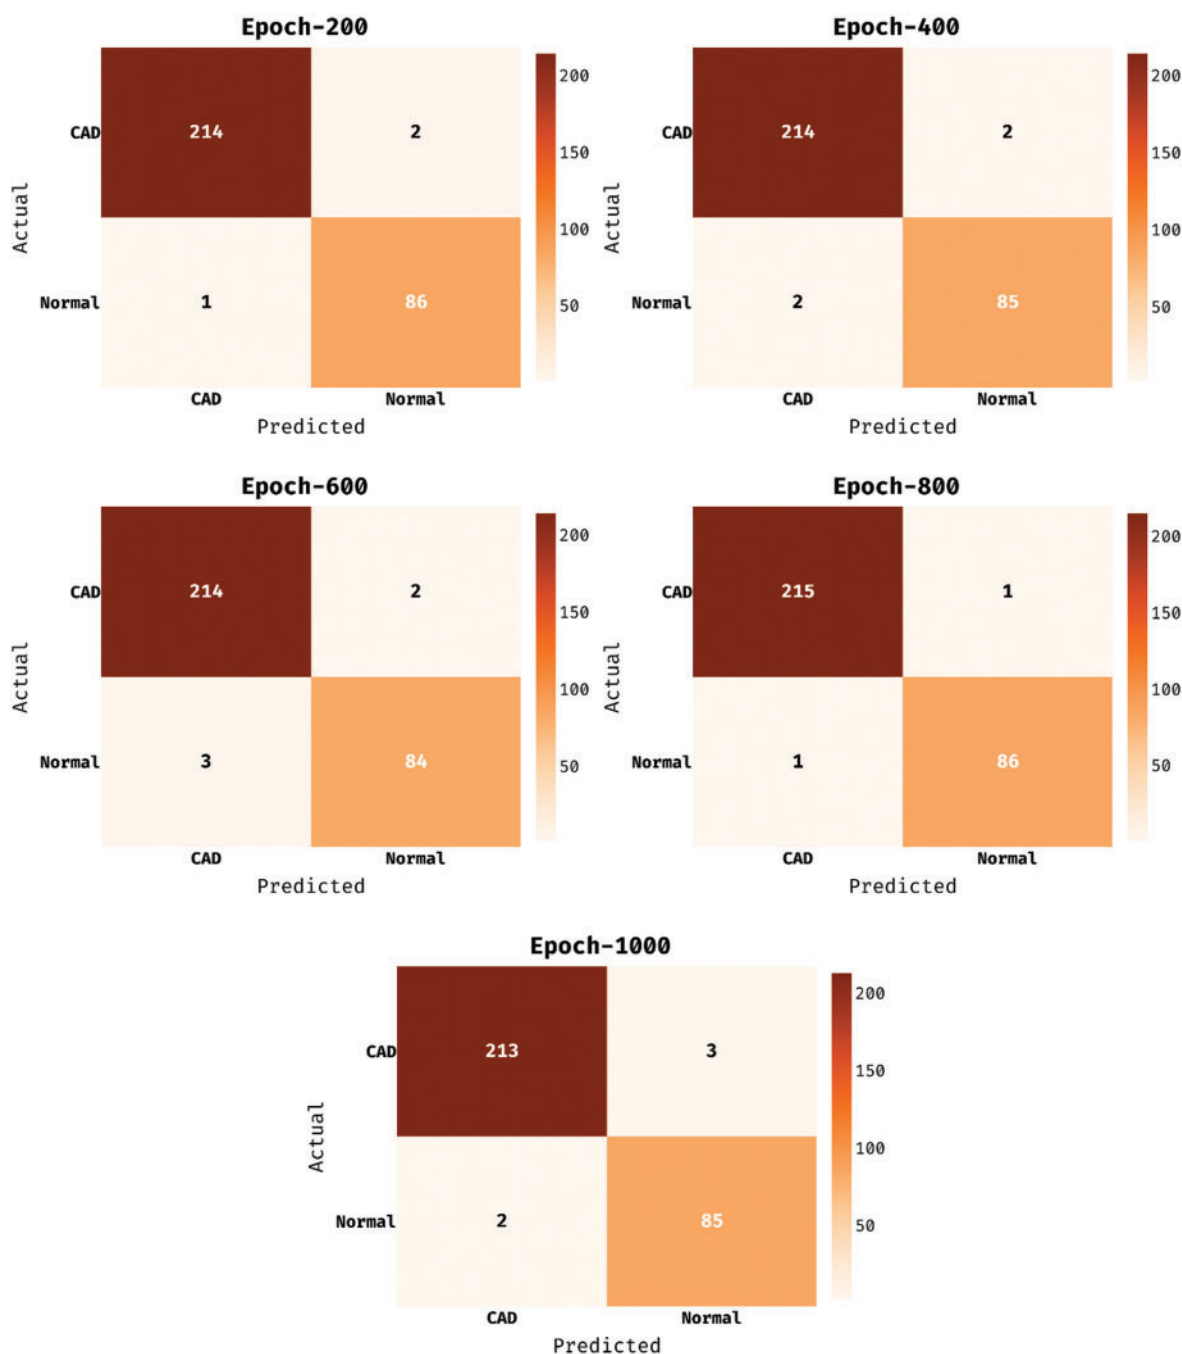 Epoch-200
Actual
CAD
214
2
Normal
1
86
CAD
Normal
Predicted
200
150
100
50
Epoch-400
Actual
CAD
214
2
Normal
2
85
CAD
Normal
Predicted
200
150
100
50
Epoch-600
Actual
CAD
214
2
Normal
3
84
CAD
Normal
Predicted
200
150
100
50
Epoch-800
Actual
CAD
215
1
Normal
1
86
CAD
Normal
Predicted
200
150
100
50
Epoch-1000
Actual
CAD
213
3
Normal
2
85
CAD
Normal
Predicted
200
150
100
50